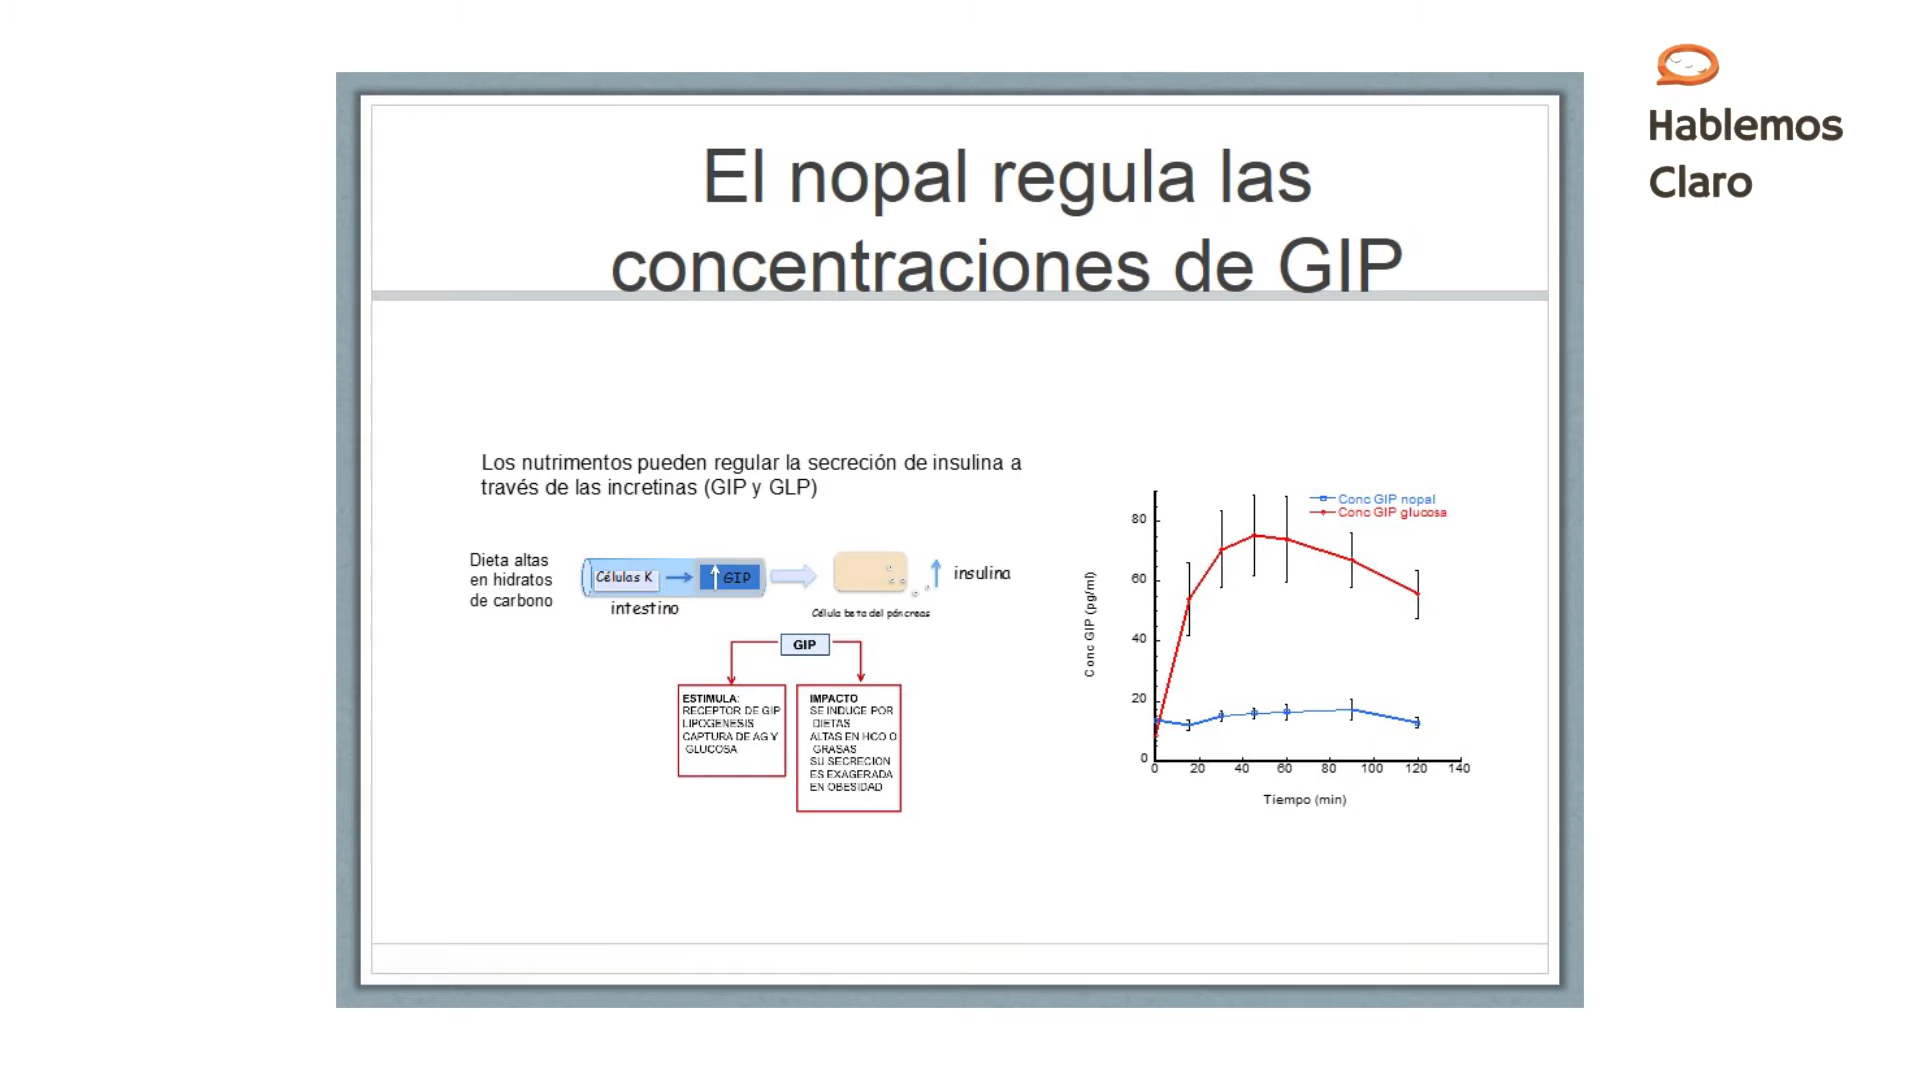 Hablemos
Claro
El nopal regula las
concentraciones de GIP
Los nutrimentos pueden regular la secreción de insulina a
través de las incretinas (GIP y GLP)
Dieta altas
en hidratos
de carbono
Células K
GIP
intestino
Célula beta del páncreas
insulina
GIP
ESTIMULA:
RECEPTOR DE GIP
LIPOGENESIS
CAPTURA DE AG Y
GLUCOSA
IMPACTO
SE INDUCE POR
DIETAS
ALTAS EN HCO O
GRASAS
SU SECRECION
ES EXAGERADA
EN OBESIDAD
Conc GIP nopal
Conc GIP glucosa
Conc GIP (pg/ml)
80
60
40
20
0
0 20 40 60 80 100 120 140
Tiempo (min)